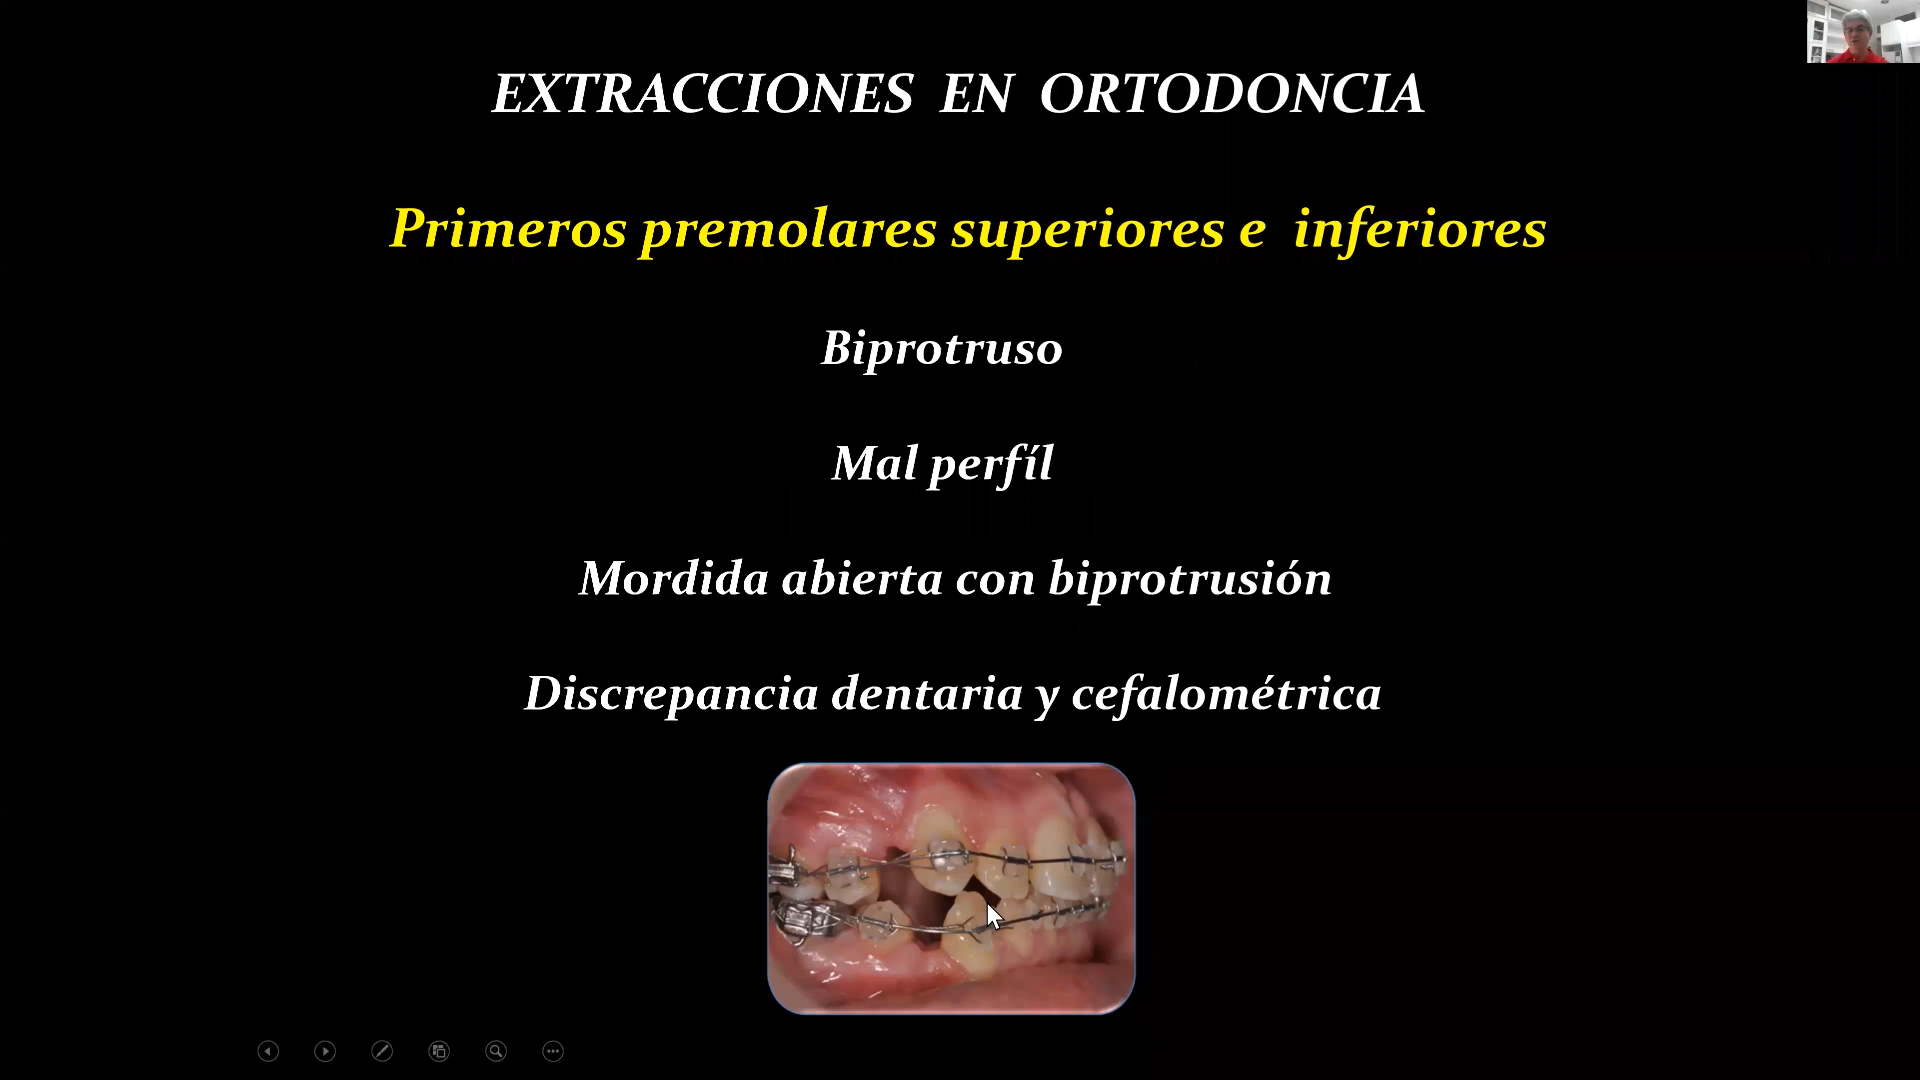 EXTRACCIONES EN ORTODONCIA
Primeros premolares superiores e inferiores
Biprotruso
Mal perfíl
Mordida abierta con biprotrusión
Discrepancia dentaria y cefalométrica